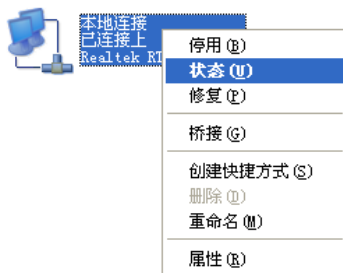 本地连接
已连接上
Realtek RT
停用(B)
状态(U)
修复(P)
桥接(G)
创建快捷方式(S)
删除(D)
重命名(M)
属性(R)